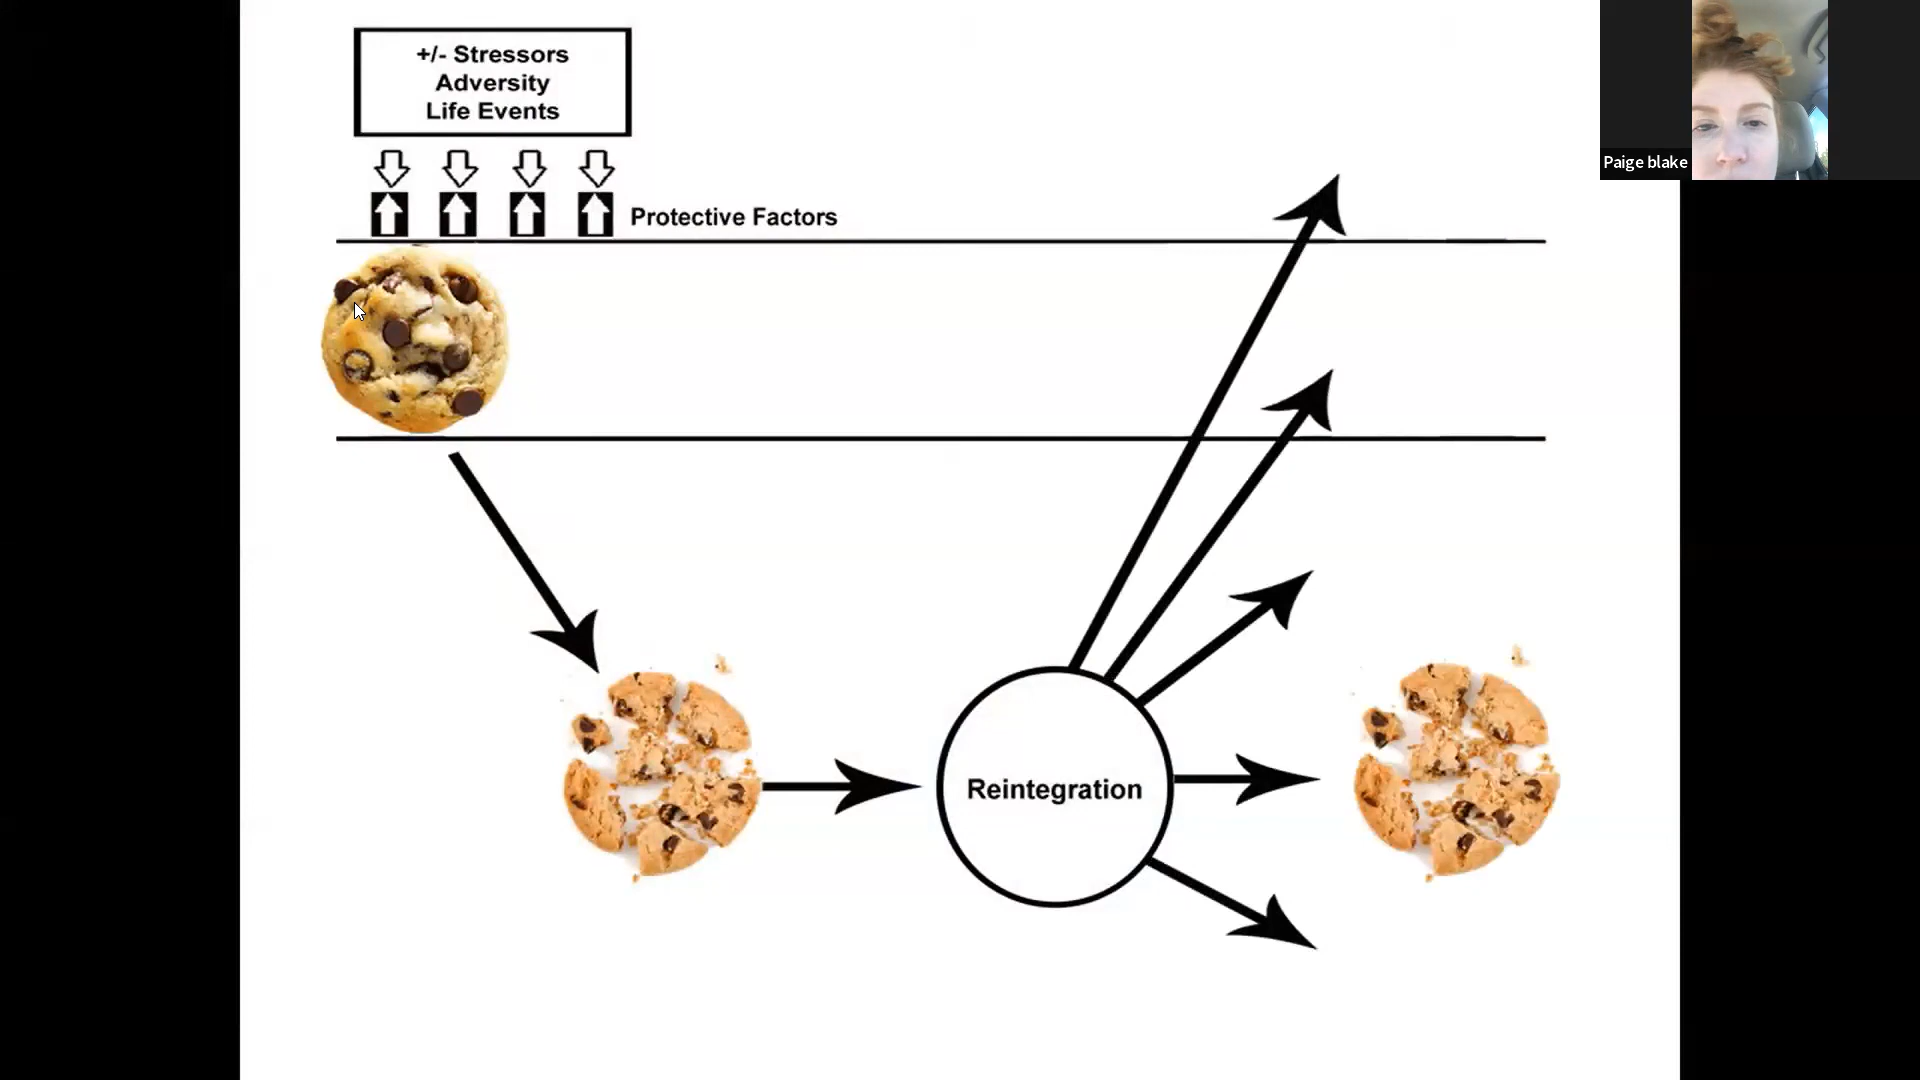 +/- Stressors
Adversity
Life Events
Protective Factors
Reintegration
Paige blake